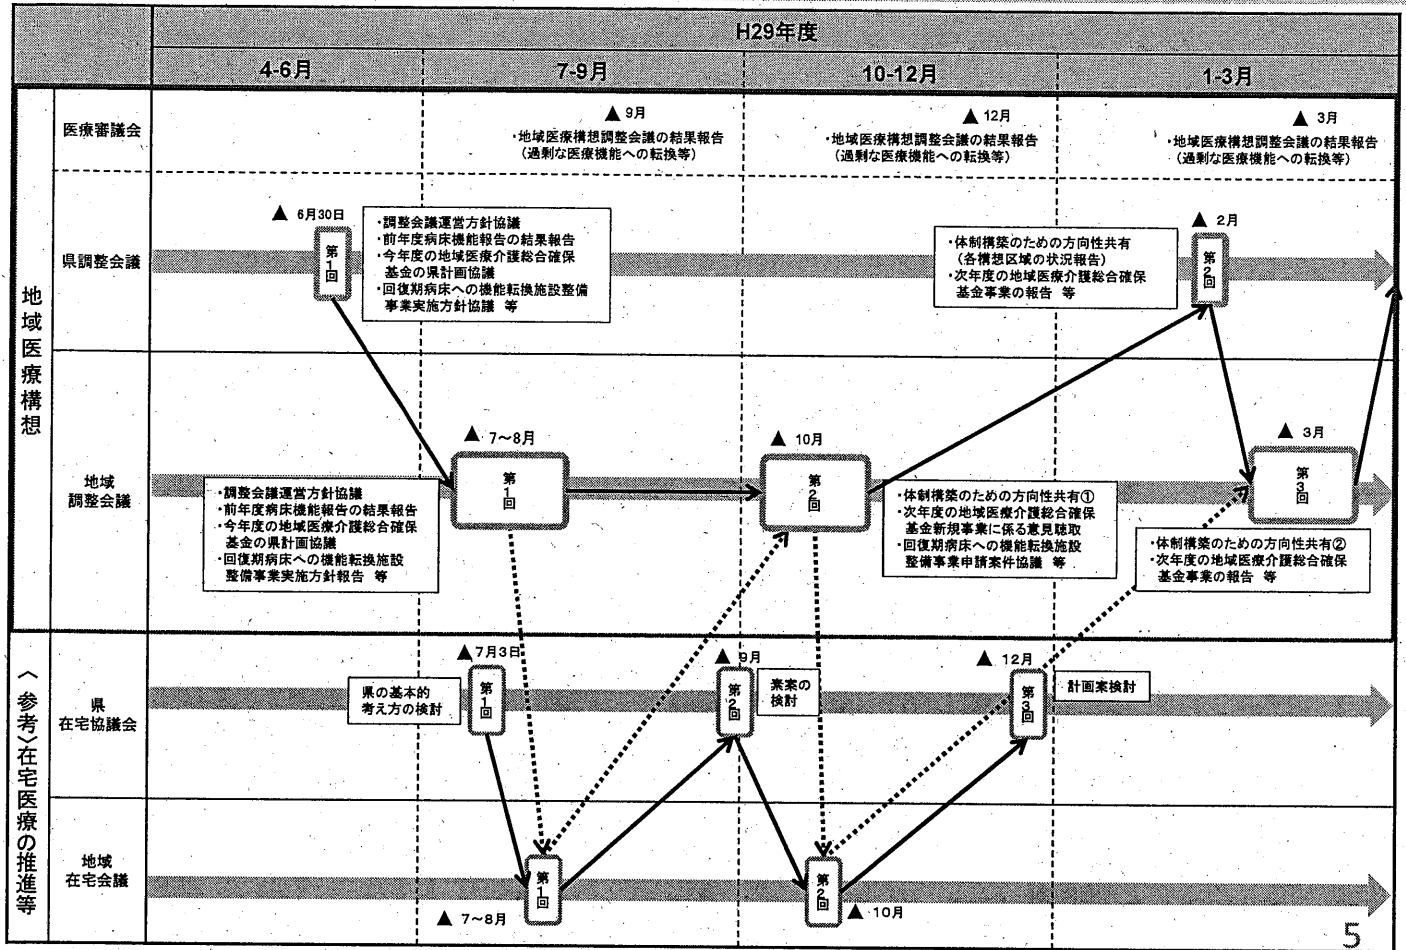 H29年度
4-6月
7-9月
10-12月
1-3月
地域医療構想
医療審議会
▲ 9月
・地域医療構想調整会議の結果報告
(過剰な医療機能への転換等)
▲ 12月
・地域医療構想調整会議の結果報告
(過剰な医療機能への転換等)
▲ 3月
・地域医療構想調整会議の結果報告
(過剰な医療機能への転換等)
県調整会議
▲ 6月30日
第1回
・調整会議運営方針協議
・前年度病床機能報告の結果報告
・今年度の地域医療介護総合確保
基金の県計画協議
・回復期病床への機能転換施設整備
事業実施方針協議 等
・体制構築のための方向性共有
(各構想区域の状況報告)
・次年度の地域医療介護総合確保
基金事業の報告 等
▲ 2月
第2回
地域
調整会議
・調整会議運営方針協議
・前年度病床機能報告の結果報告
・今年度の地域医療介護総合確保
基金の県計画協議
・回復期病床への機能転換施設
整備事業実施方針報告 等
▲ 7～8月
第1回
▲ 10月
第2回
・体制構築のための方向性共有①
・次年度の地域医療介護総合確保
基金新規事業に係る意見聴取
・回復期病床への機能転換施設
整備事業申請案件協議 等
▲ 3月
第3回
・体制構築のための方向性共有②
・次年度の地域医療介護総合確保
基金事業の報告 等
〈参考〉在宅医療の推進等
県
在宅協議会
県の基本的
考え方の検討
▲ 7月3日
第1回
▲ 9月
第2回
素案の
検討
▲ 12月
第3回
計画案検討
地域
在宅会議
▲ 7～8月
第1回
第2回
▲ 10月
5